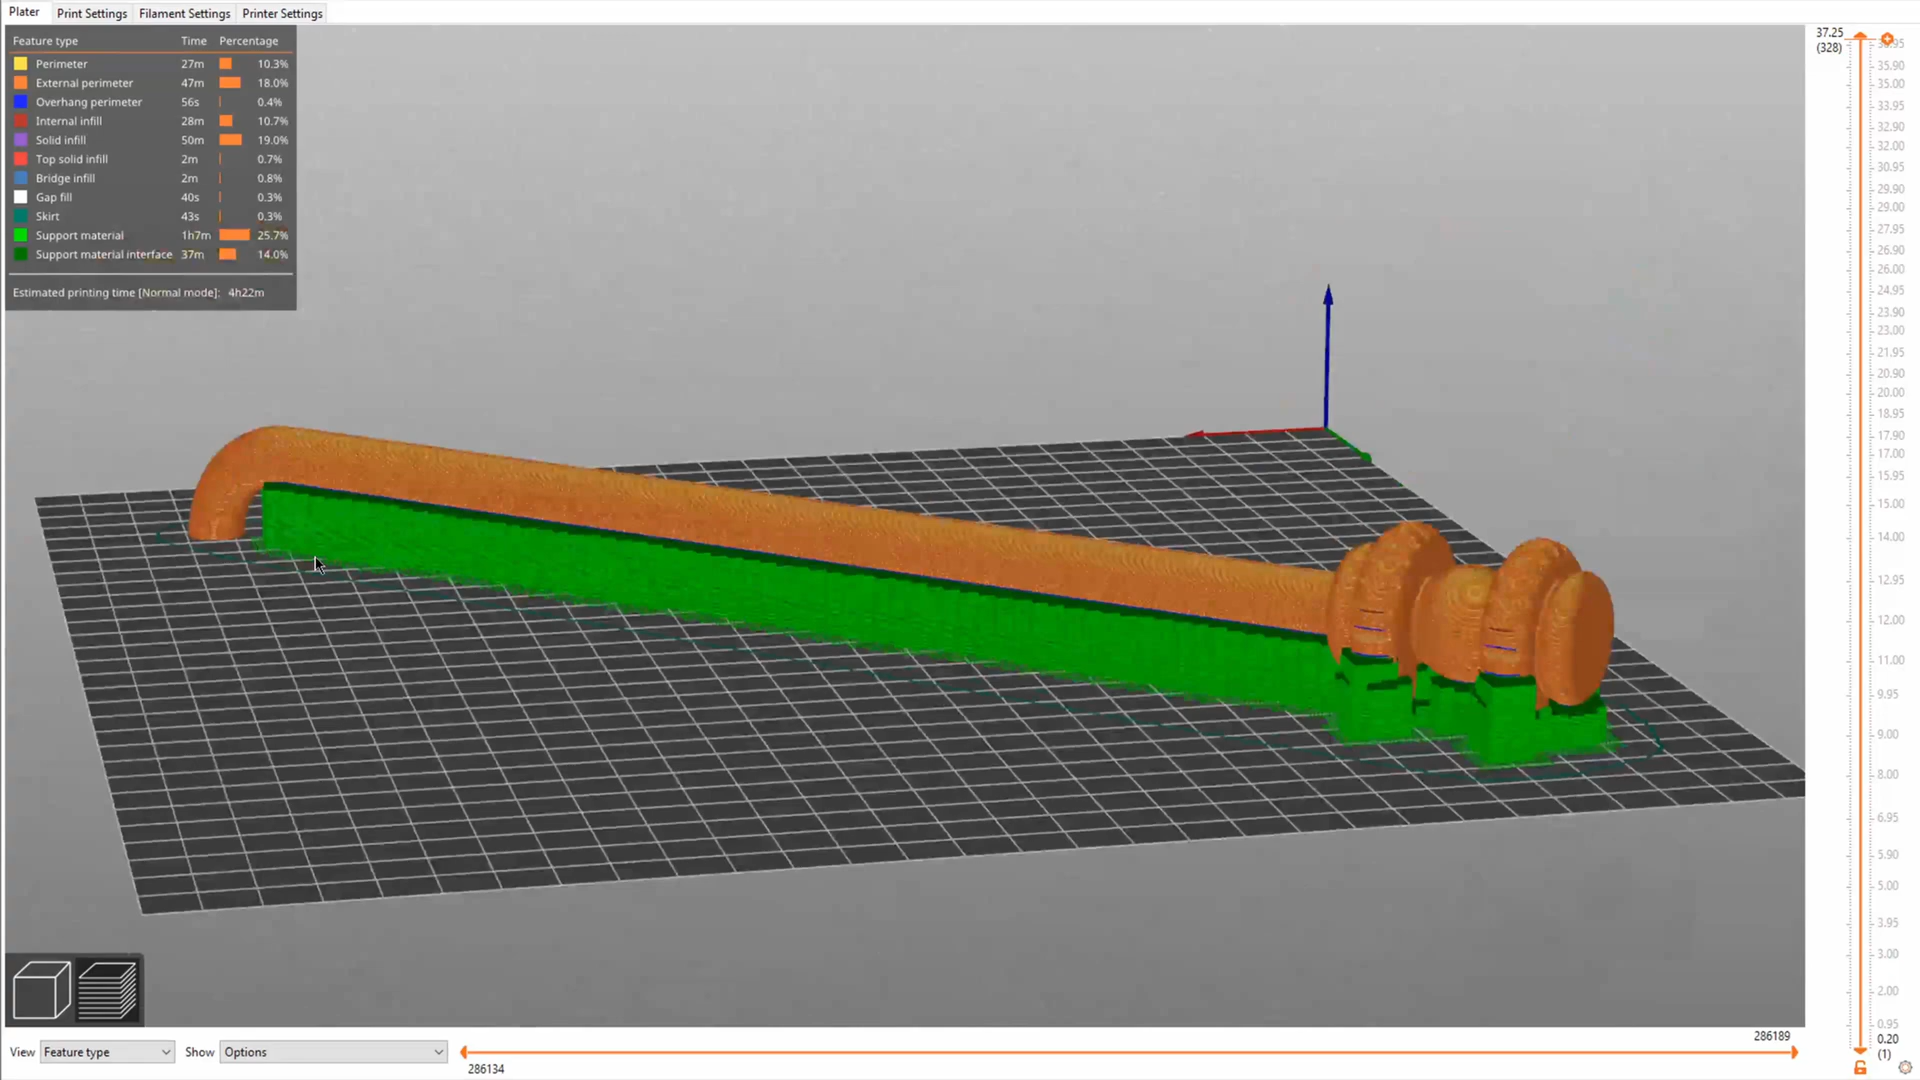 Plater Print Settings Filament Settings Printer Settings
Feature type Time Percentage
Perimeter 27m 10.3%
External perimeter 47m 18.0%
Overhang perimeter 56s 0.4%
Internal infill 28m 10.7%
Solid infill 50m 19.0%
Top solid infill 2m 0.7%
Bridge infill 2m 0.8%
Gap fill 40s 0.3%
Skirt 43s 0.3%
Support material 1h7m 25.7%
Support material interface 37m 14.0%
Estimated printing time [Normal mode]: 4h22m
37.25
(328)
35.90
35.00
33.95
32.90
32.00
30.95
29.90
29.00
27.95
26.90
26.00
24.95
23.90
23.00
21.95
20.90
20.00
18.95
17.90
17.00
15.95
15.00
14.00
12.95
12.00
11.00
9.95
9.00
8.00
6.95
5.90
5.00
3.95
3.00
2.00
0.95
0.20
(1)
View Feature type Show Options
286189
286134